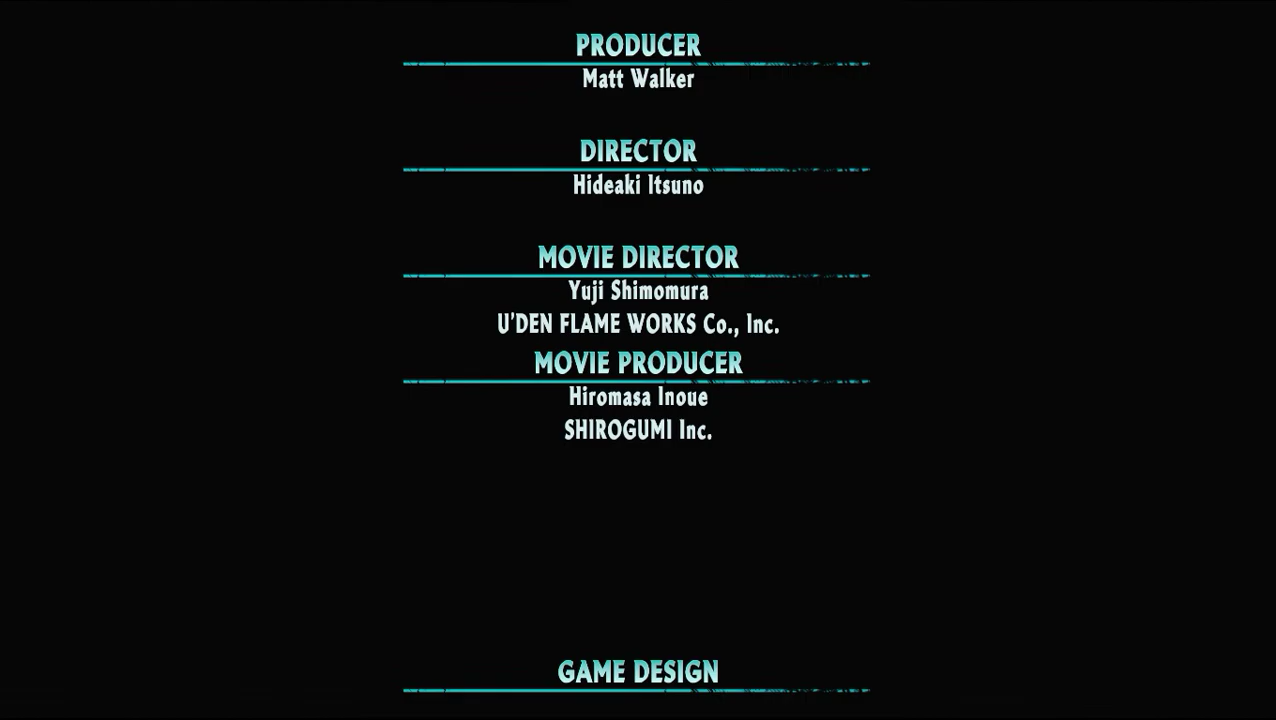 PRODUCER
Matt Walker
DIRECTOR
Hideaki Itsuno
MOVIE DIRECTOR
Yuji Shimomura
U'DEN FLAME WORKS Co., Inc.
MOVIE PRODUCER
Hiromasa Inoue
SHIROGUMI Inc.
GAME DESIGN